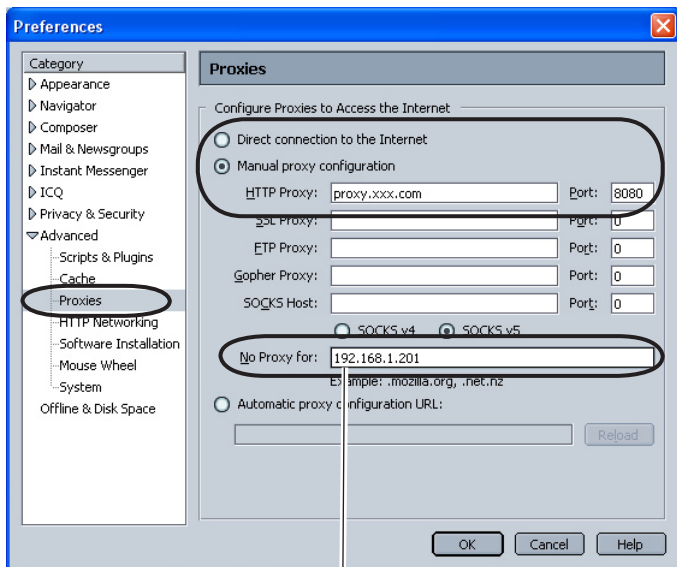 Preferences
Category
Appearance
Navigator
Composer
Mail & Newsgroups
Instant Messenger
ICQ
Privacy & Security
Advanced
Scripts & Plugins
Cache
Proxies
HTTP Networking
Software Installation
Mouse Wheel
System
Offline & Disk Space
Proxies
Configure Proxies to Access the Internet
Direct connection to the Internet
Manual proxy configuration
HTTP Proxy: proxy.xxx.com Port: 8080
SSL Proxy: Port: 0
FTP Proxy: Port: 0
Gopher Proxy: Port: 0
SOCKS Host: Port: 0
SOCKS v4 SOCKS v5
No Proxy for: 192.168.1.201
Example: .mozilla.org, .net.nz
Automatic proxy configuration URL:
Reload
OK Cancel Help